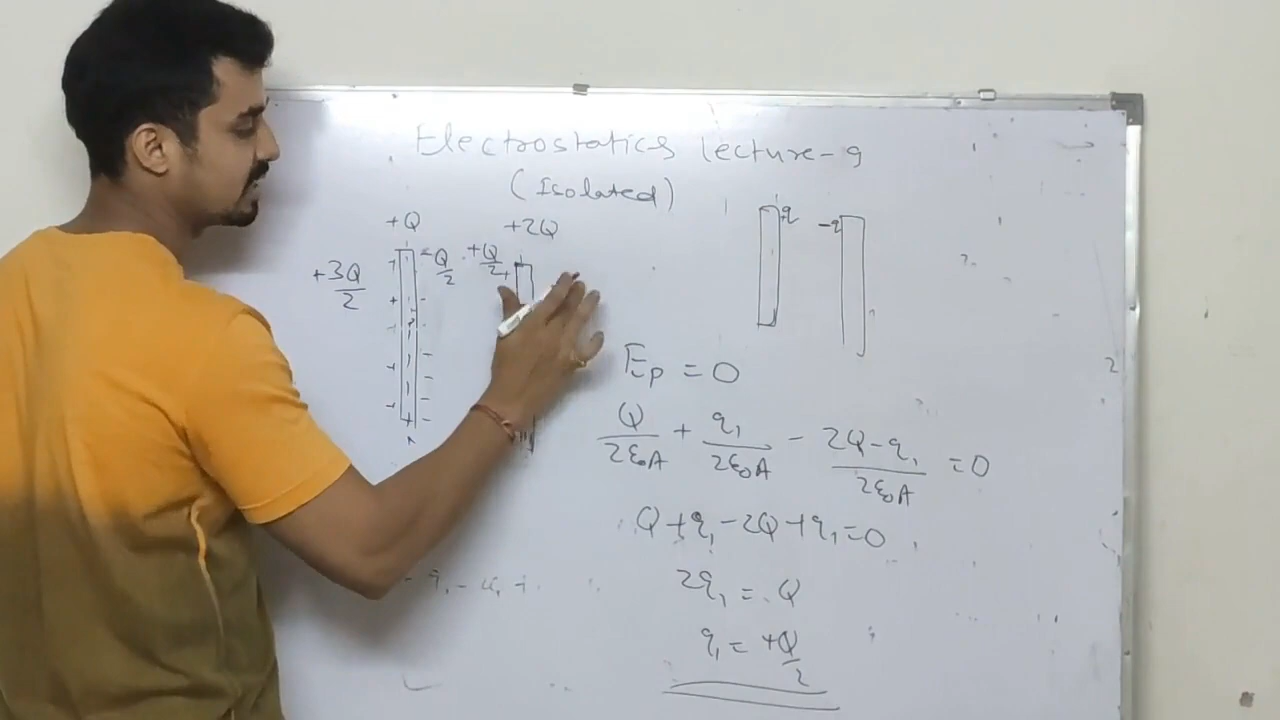 Electrostatics lecture-9
(Isolated)
+Q
+2Q
+3Q/2
-Q/2
+Q/2
q
-q
E_p = 0
Q/2ε₀A + q₁/2ε₀A - 2Q-q₁/2ε₀A = 0
Q + q₁ - 2Q + q₁ = 0
2q₁ = Q
q₁ = +Q/2